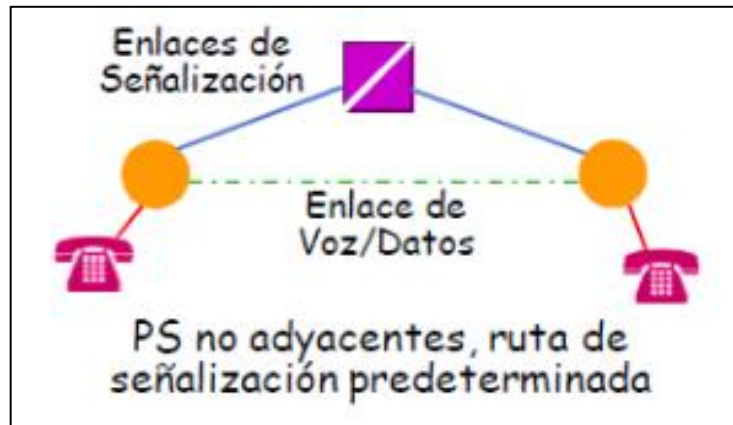 Enlaces de
Señalización
Enlace de
Voz/Datos
PS no adyacentes, ruta de
señalización predeterminada